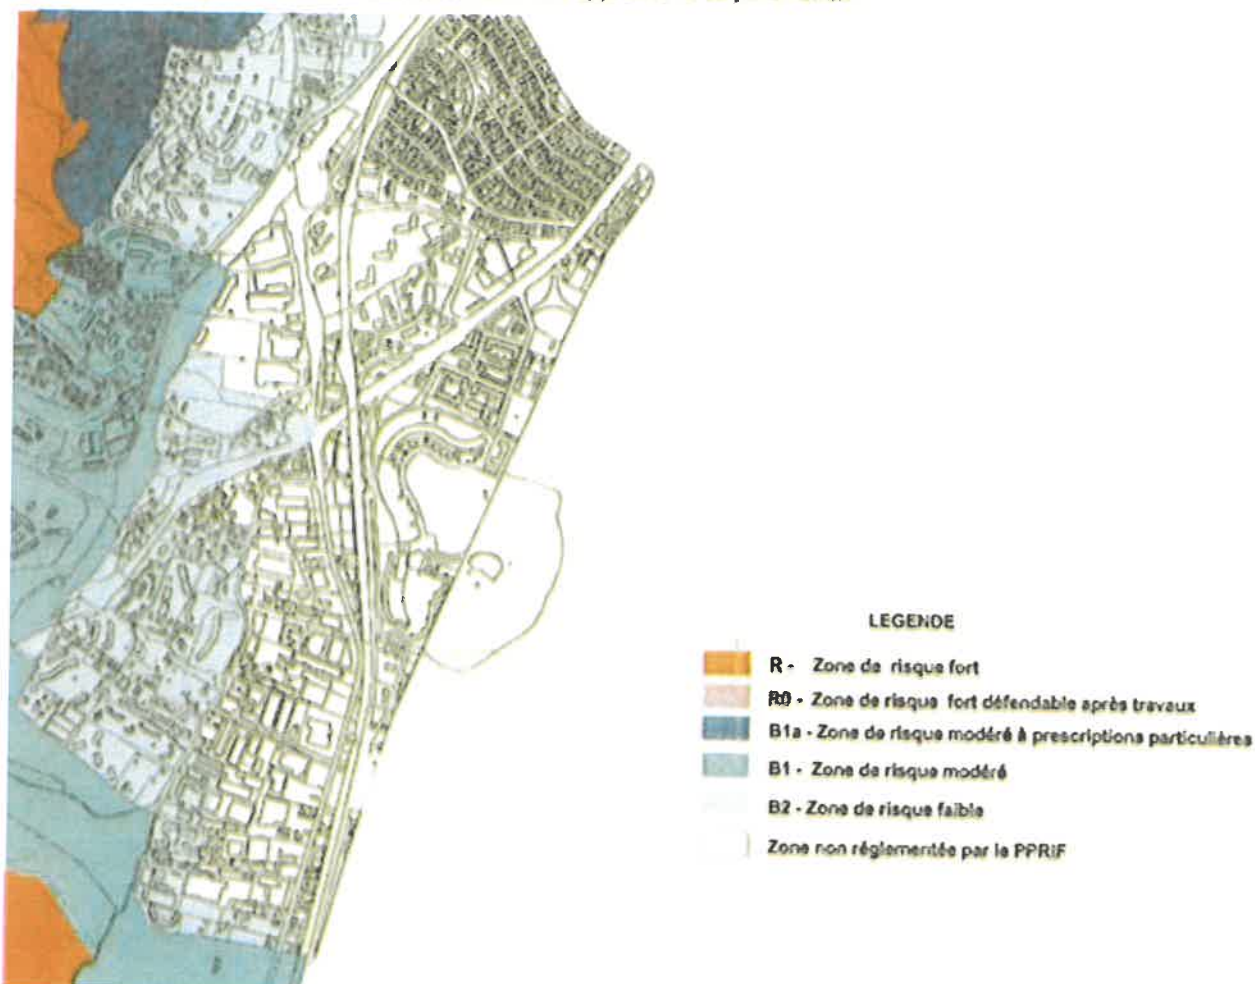 LEGENDE
R - Zone de risque fort
R0 - Zone de risque fort défendable après travaux
B1a - Zone de risque modéré à prescriptions particulières
B1 - Zone de risque modéré
B2 - Zone de risque faible
Zone non réglementée par le PPRIF